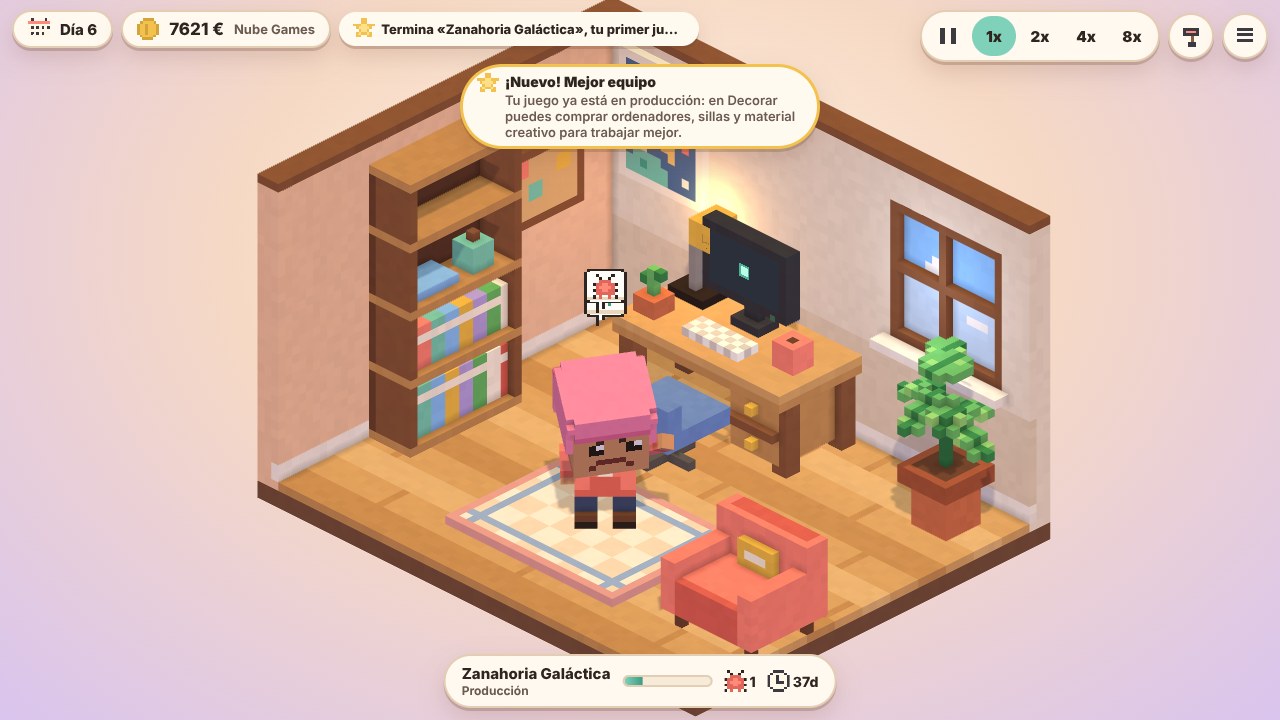 Día 6
7621 €
Nube Games
Termina «Zanahoria Galáctica», tu primer ju...
1x
2x
4x
8x
¡Nuevo! Mejor equipo
Tu juego ya está en producción: en Decorar
puedes comprar ordenadores, sillas y material
creativo para trabajar mejor.
Zanahoria Galáctica
Producción
1
37d